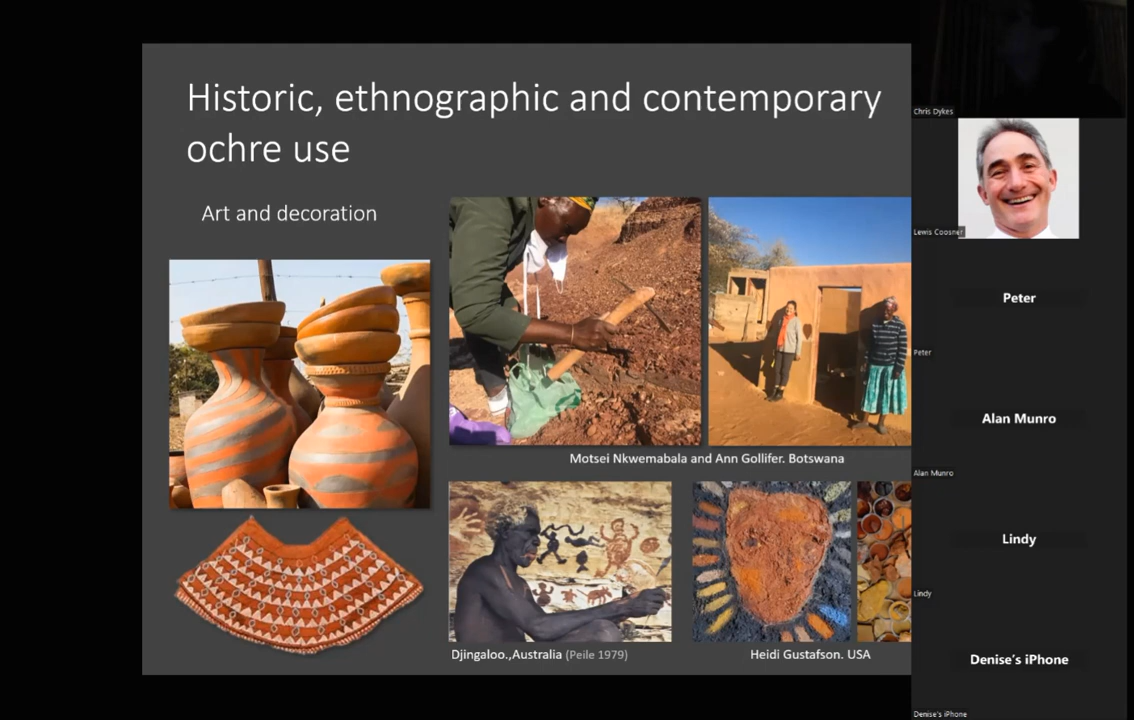 Historic, ethnographic and contemporary
ochre use
Art and decoration
Motsei Nkwemabala and Ann Gollifer. Botswana
Djingaloo.,Australia (Peile 1979)
Heidi Gustafson. USA
Chris Dykes
Lewis Coosner
Peter
Peter
Alan Munro
Alan Munro
Lindy
Lindy
Denise's iPhone
Denise's iPhone